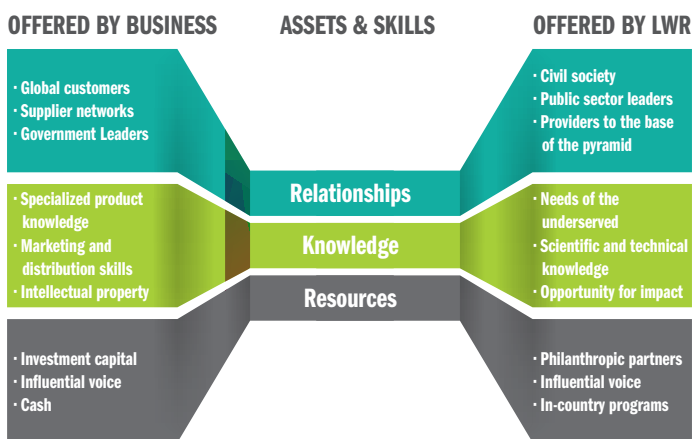 OFFERED BY BUSINESS
ASSETS & SKILLS
OFFERED BY LWR
· Global customers
· Supplier networks
· Government Leaders
· Civil society
· Public sector leaders
· Providers to the base
of the pyramid
Relationships
· Specialized product
knowledge
· Marketing and
distribution skills
· Intellectual property
Knowledge
· Needs of the
underserved
· Scientific and technical
knowledge
· Opportunity for impact
Resources
· Investment capital
· Influential voice
· Cash
· Philanthropic partners
· Influential voice
· In-country programs